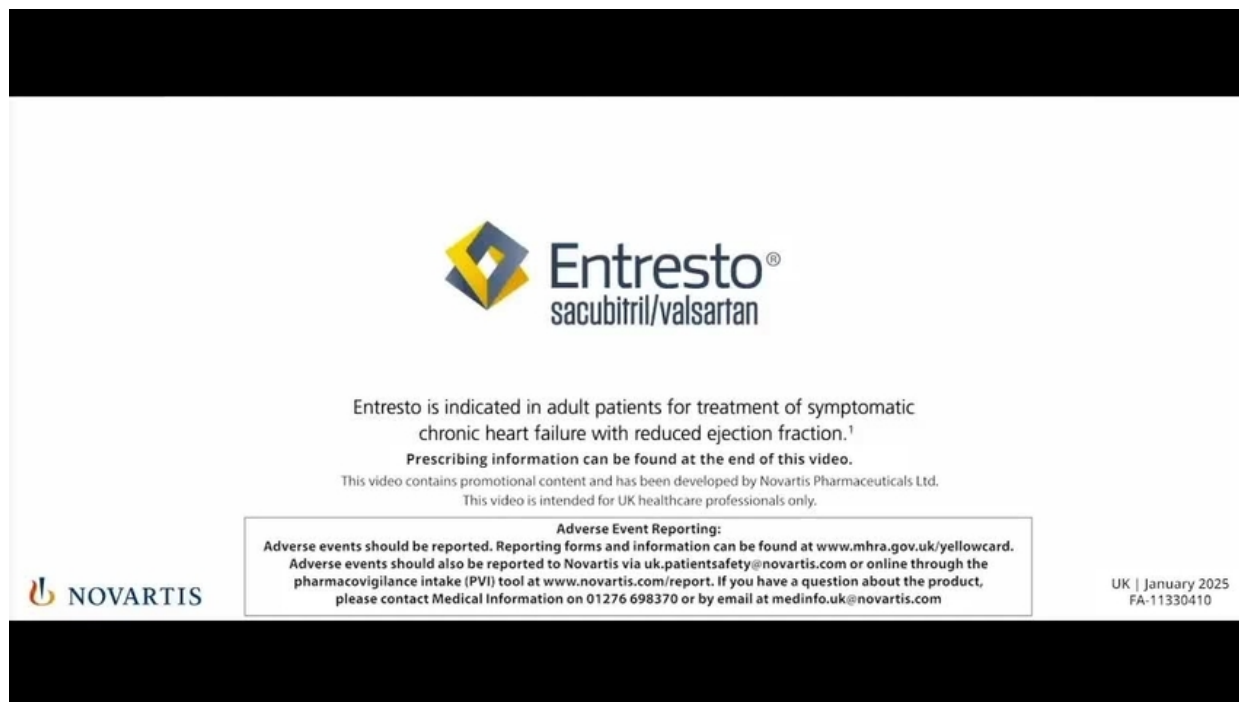 Entresto®
sacubitril/valsartan
Entresto is indicated in adult patients for treatment of symptomatic
chronic heart failure with reduced ejection fraction.¹
Prescribing information can be found at the end of this video.
This video contains promotional content and has been developed by Novartis Pharmaceuticals Ltd.
This video is intended for UK healthcare professionals only.
Adverse Event Reporting:
Adverse events should be reported. Reporting forms and information can be found at www.mhra.gov.uk/yellowcard.
Adverse events should also be reported to Novartis via uk.patientsafety@novartis.com or online through the
pharmacovigilance intake (PVI) tool at www.novartis.com/report. If you have a question about the product,
please contact Medical Information on 01276 698370 or by email at medinfo.uk@novartis.com
NOVARTIS
UK | January 2025
FA-11330410